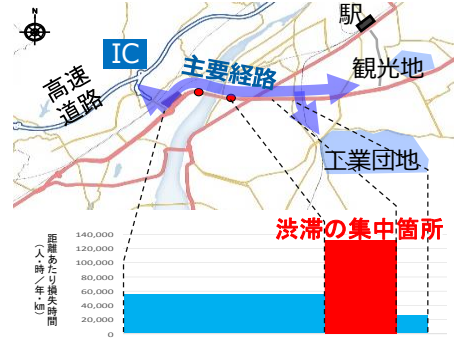 N
駅
IC
主要経路
観光地
高速
道路
工業団地
渋滞の集中箇所
距離あたり損失時間
（人・時／年・㎞）
140,000
120,000
100,000
80,000
60,000
40,000
20,000
0